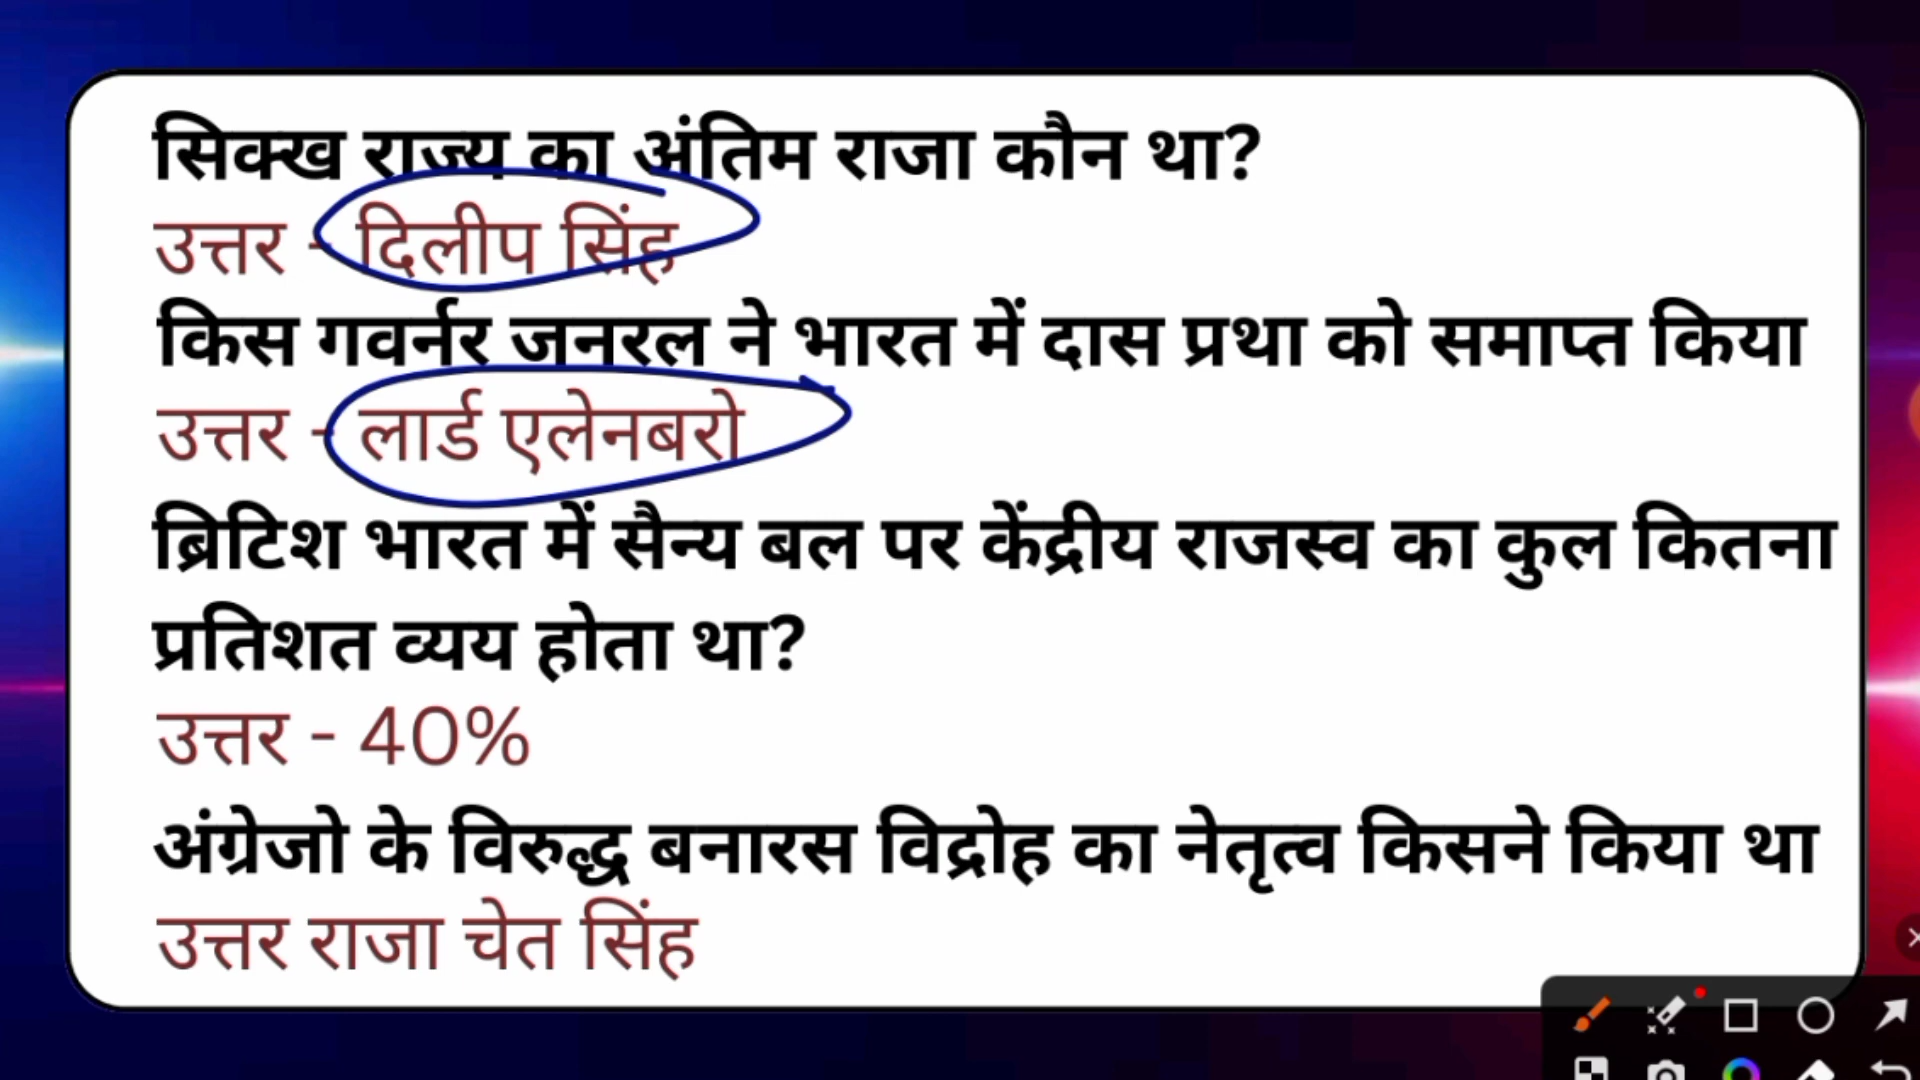 सिक्ख राज्य का अंतिम राजा कौन था?
उत्तर - दिलीप सिंह
किस गवर्नर जनरल ने भारत में दास प्रथा को समाप्त किया
उत्तर - लार्ड एलेनबरो
ब्रिटिश भारत में सैन्य बल पर केंद्रीय राजस्व का कुल कितना
प्रतिशत व्यय होता था?
उत्तर - 40%
अंग्रेजो के विरुद्ध बनारस विद्रोह का नेतृत्व किसने किया था
उत्तर राजा चेत सिंह